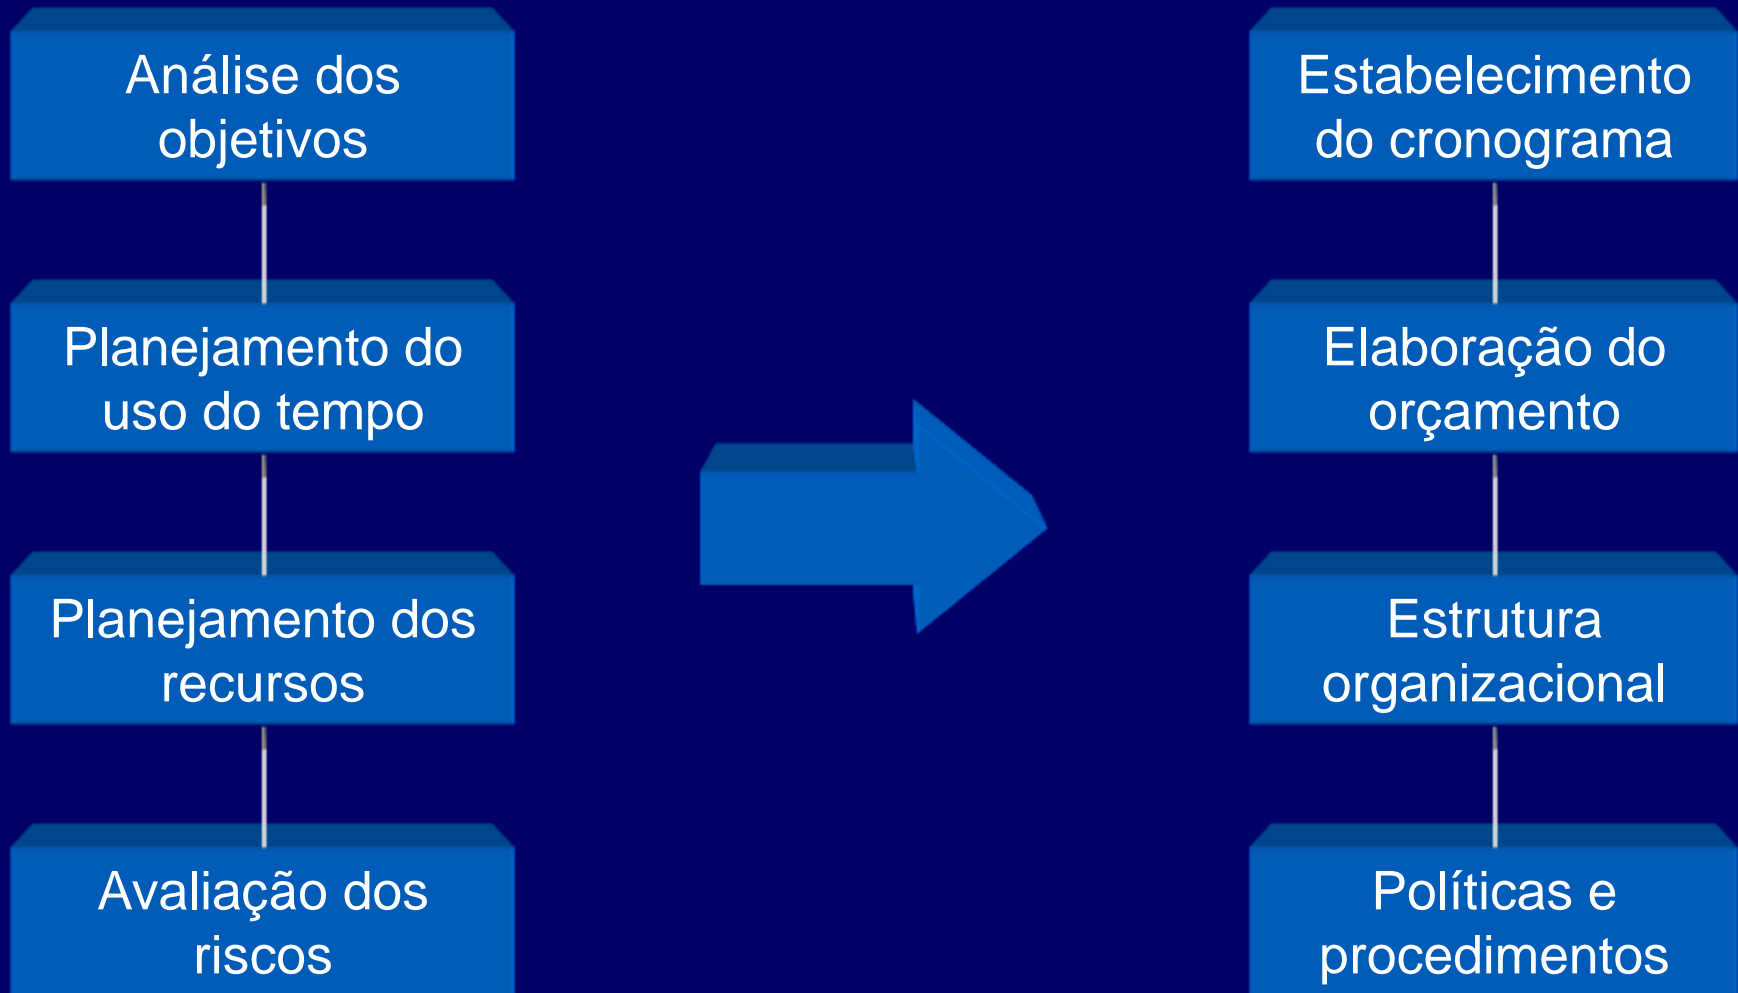 Análise dos
objetivos
Planejamento do
uso do tempo
Planejamento dos
recursos
Avaliação dos
riscos
Estabelecimento
do cronograma
Elaboração do
orçamento
Estrutura
organizacional
Políticas e
procedimentos